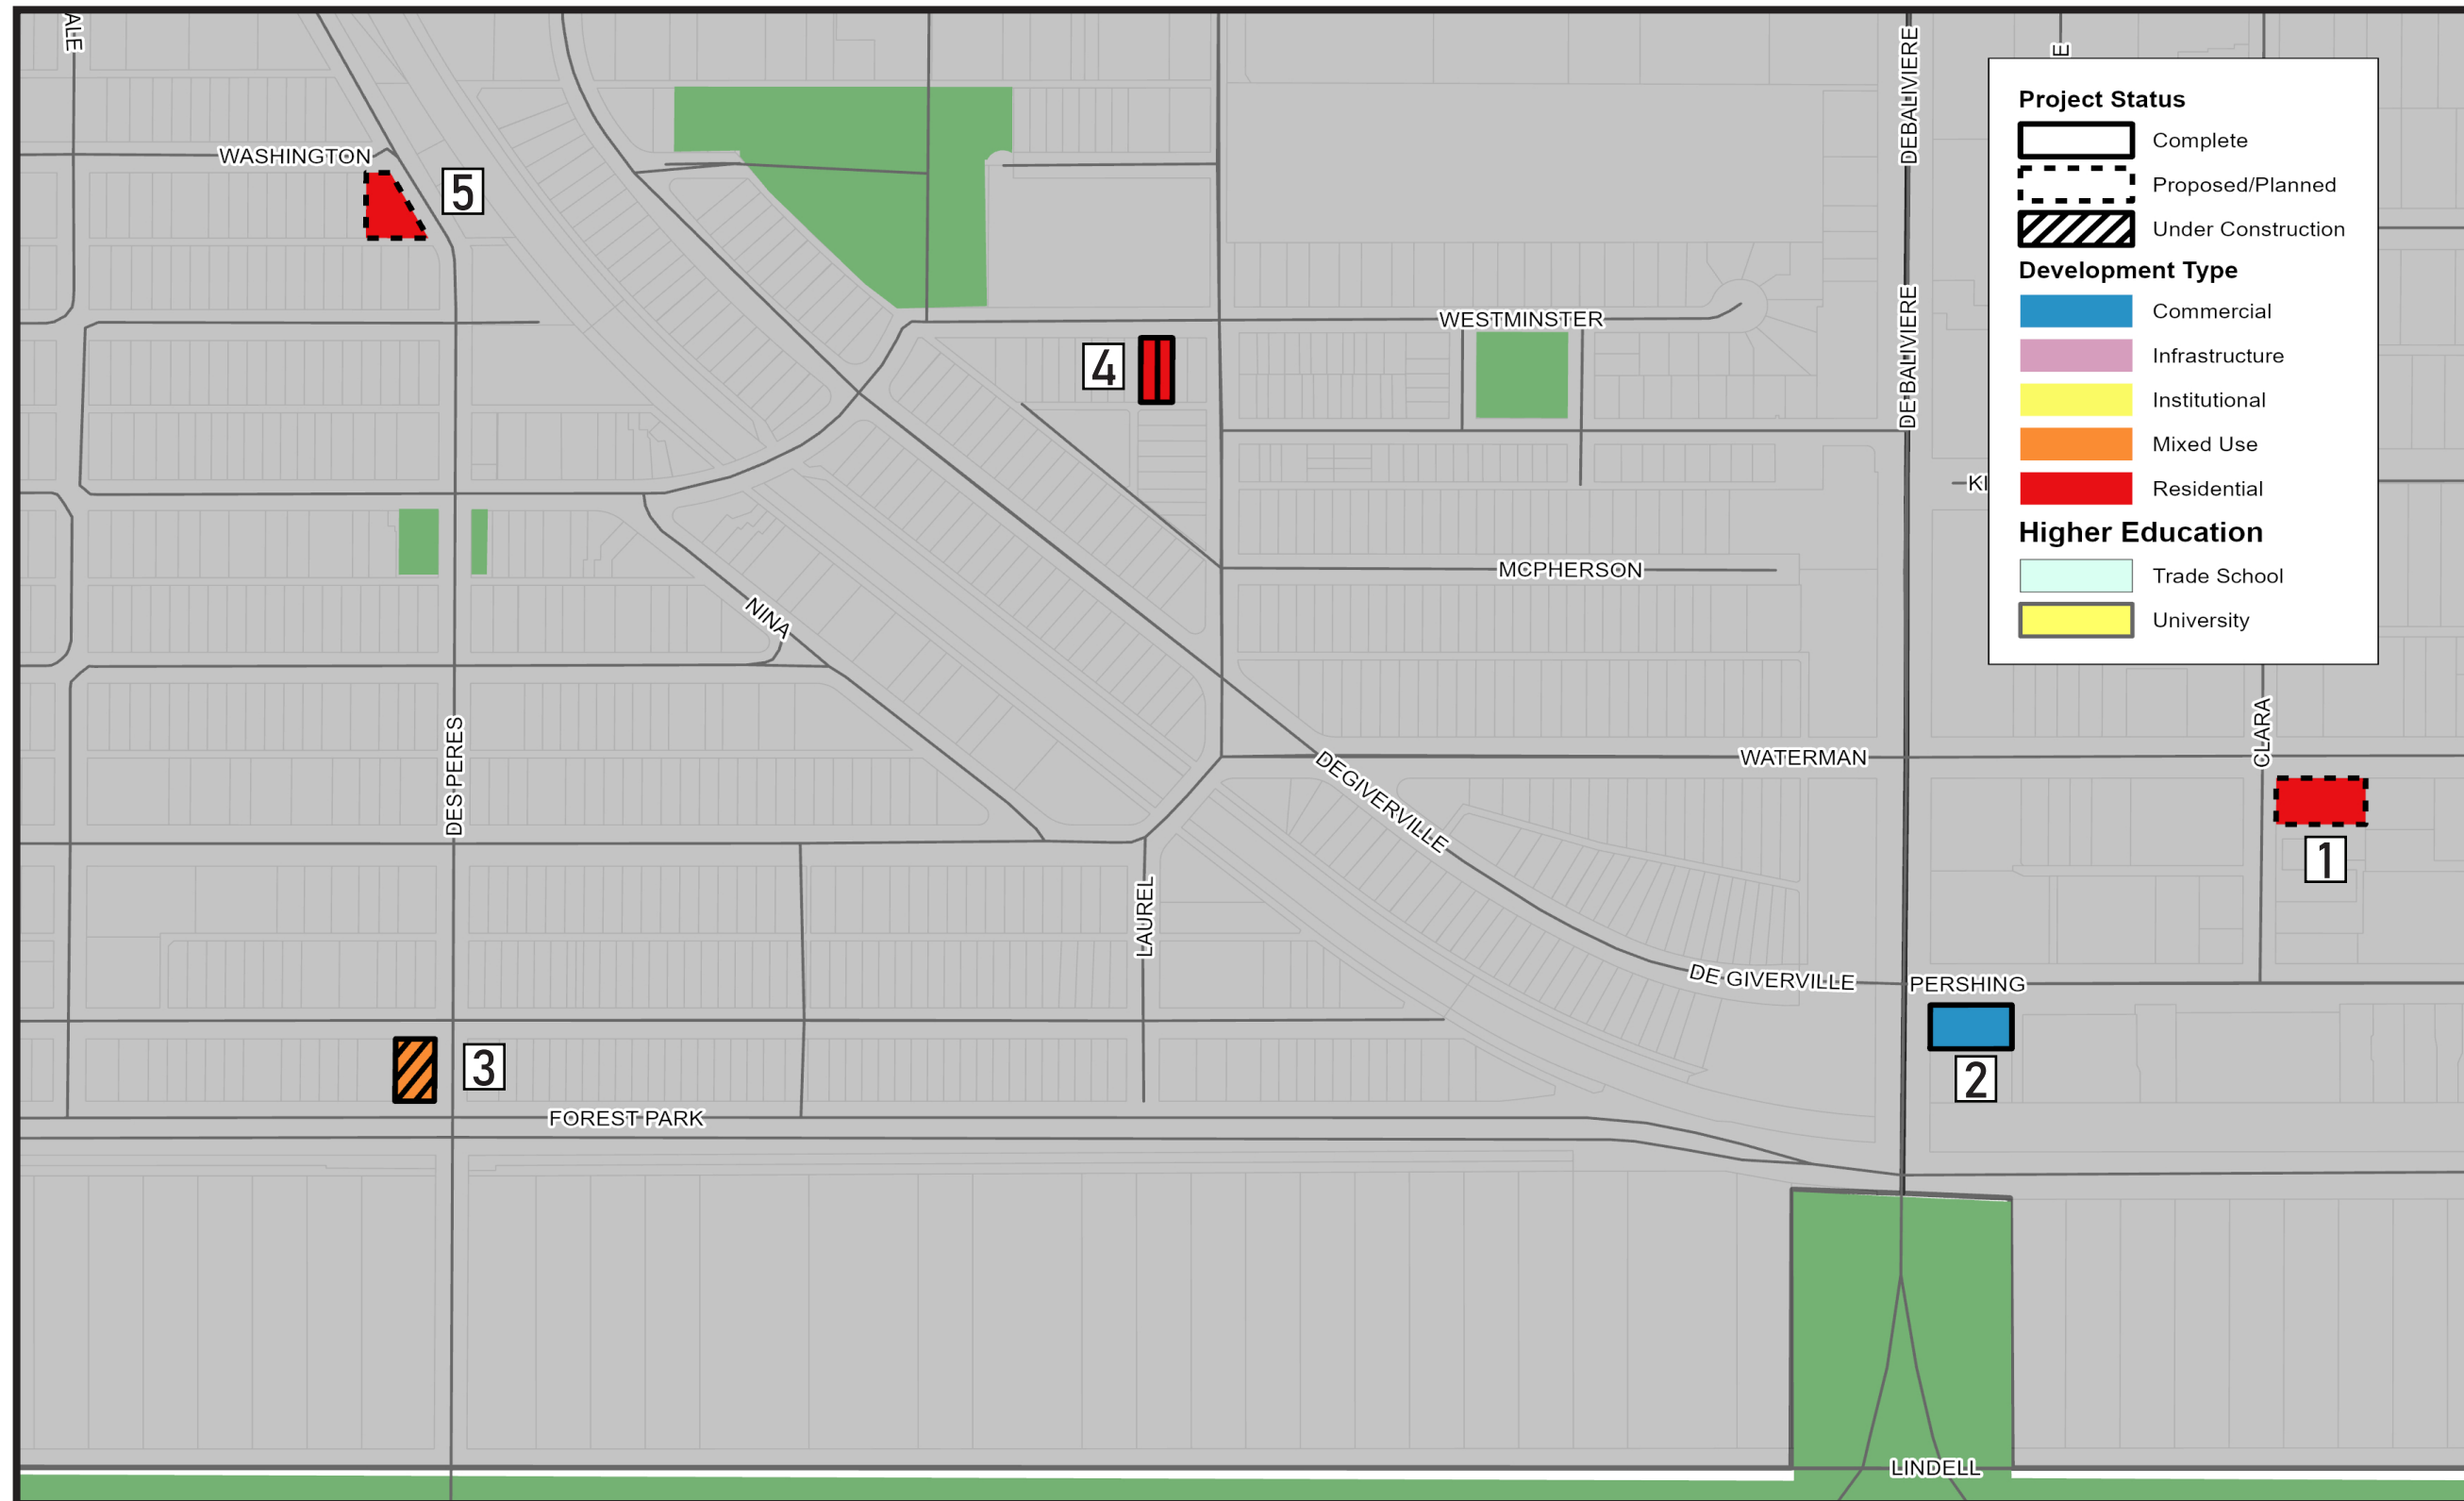 ALE
DEBALIVIERE
E
WASHINGTON
5
Project Status
Complete
Proposed/Planned
Under Construction
Development Type
Commercial
Infrastructure
Institutional
Mixed Use
Residential
Higher Education
Trade School
University
WESTMINSTER
DE BALIVIERE
4
KI
MCPHERSON
NINA
DES PERES
WATERMAN
CLARA
DEGIVERVILLE
1
LAUREL
DE GIVERVILLE
PERSHING
3
2
FOREST PARK
LINDELL